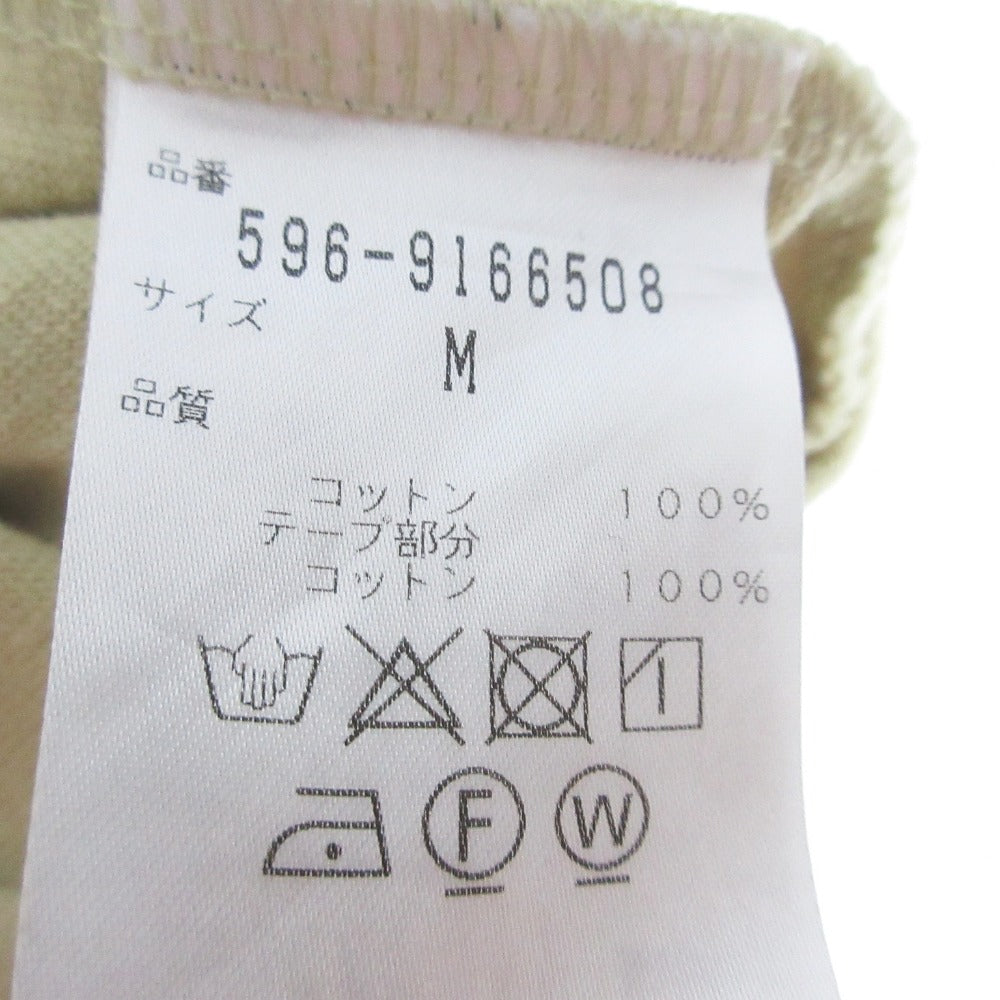 品番
596-9166508
サイズ
M
品質
コットン 100%
テープ部分
コットン 100%
F W